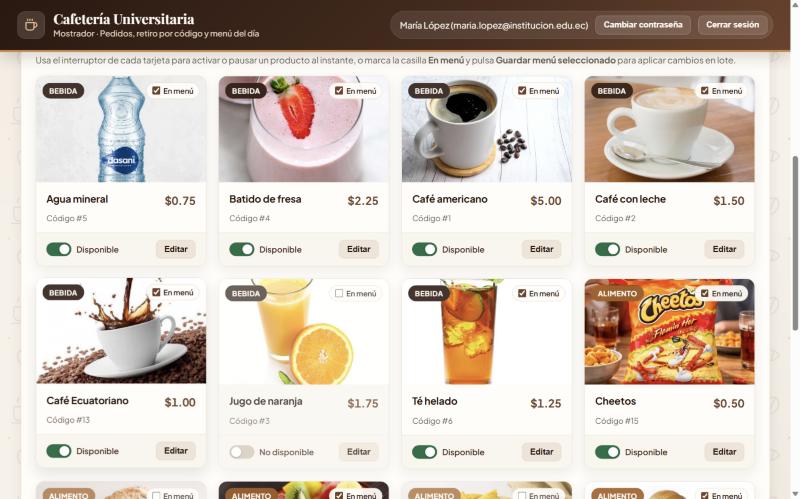 Cafetería Universitaria
Mostrador · Pedidos, retiro por código y menú del día
María López (maria.lopez@institucion.edu.ec)
Cambiar contraseña
Cerrar sesión
Usa el interruptor de cada tarjeta para activar o pausar un producto al instante, o marca la casilla En menú y pulsa Guardar menú seleccionado para aplicar cambios en lote.
BEBIDA
En menú
dasani
Agua mineral
$0.75
Código #5
Disponible
Editar
BEBIDA
En menú
Batido de fresa
$2.25
Código #4
Disponible
Editar
BEBIDA
En menú
Café americano
$5.00
Código #1
Disponible
Editar
BEBIDA
En menú
Café con leche
$1.50
Código #2
Disponible
Editar
BEBIDA
En menú
Café Ecuatoriano
$1.00
Código #13
Disponible
Editar
BEBIDA
En menú
Jugo de naranja
$1.75
Código #3
No disponible
Editar
BEBIDA
En menú
Té helado
$1.25
Código #6
Disponible
Editar
ALIMENTO
En menú
Cheetos
Flamin Hot
Cheetos
$0.50
Código #15
Disponible
Editar
ALIMENTO
En menú
ALIMENTO
En menú
ALIMENTO
En menú
ALIMENTO
En menú